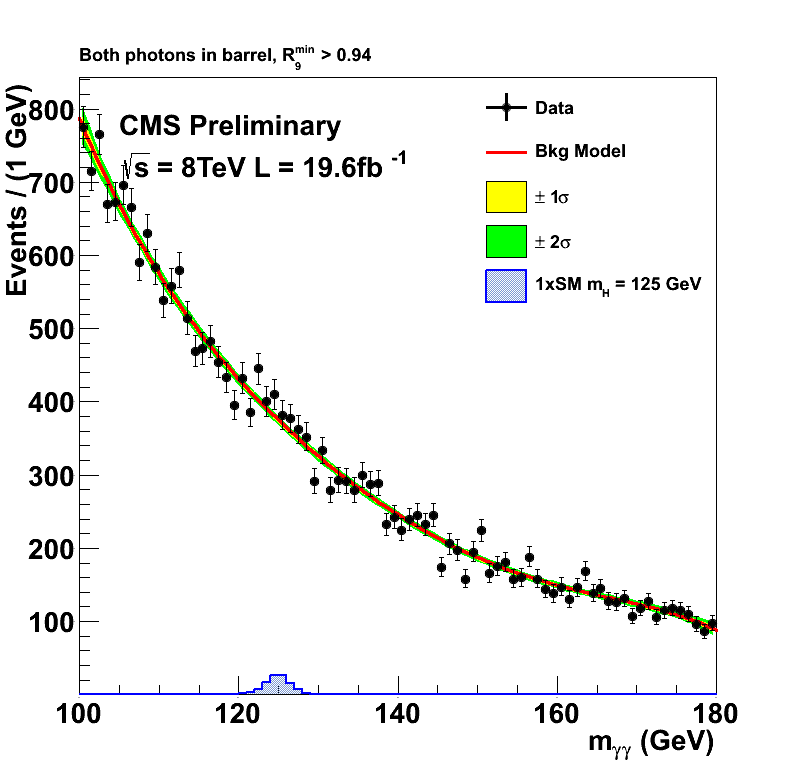 Both photons in barrel, R₉ᵐⁱⁿ > 0.94
CMS Preliminary
√s = 8TeV L = 19.6fb ⁻¹
Data
Bkg Model
± 1σ
± 2σ
1xSM m_H = 125 GeV
Events / (1 GeV)
800
700
600
500
400
300
200
100
100 120 140 160 180
m_γγ (GeV)